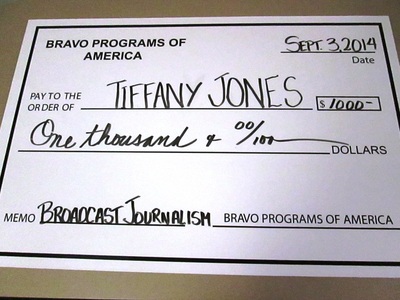 BRAVO PROGRAMS OF
AMERICA
SEPT. 3, 2014
Date
PAY TO THE
ORDER OF TIFFANY JONES $ 1000-
One thousand & 00/100 DOLLARS
MEMO BROADCAST JOURNALISM BRAVO PROGRAMS OF AMERICA